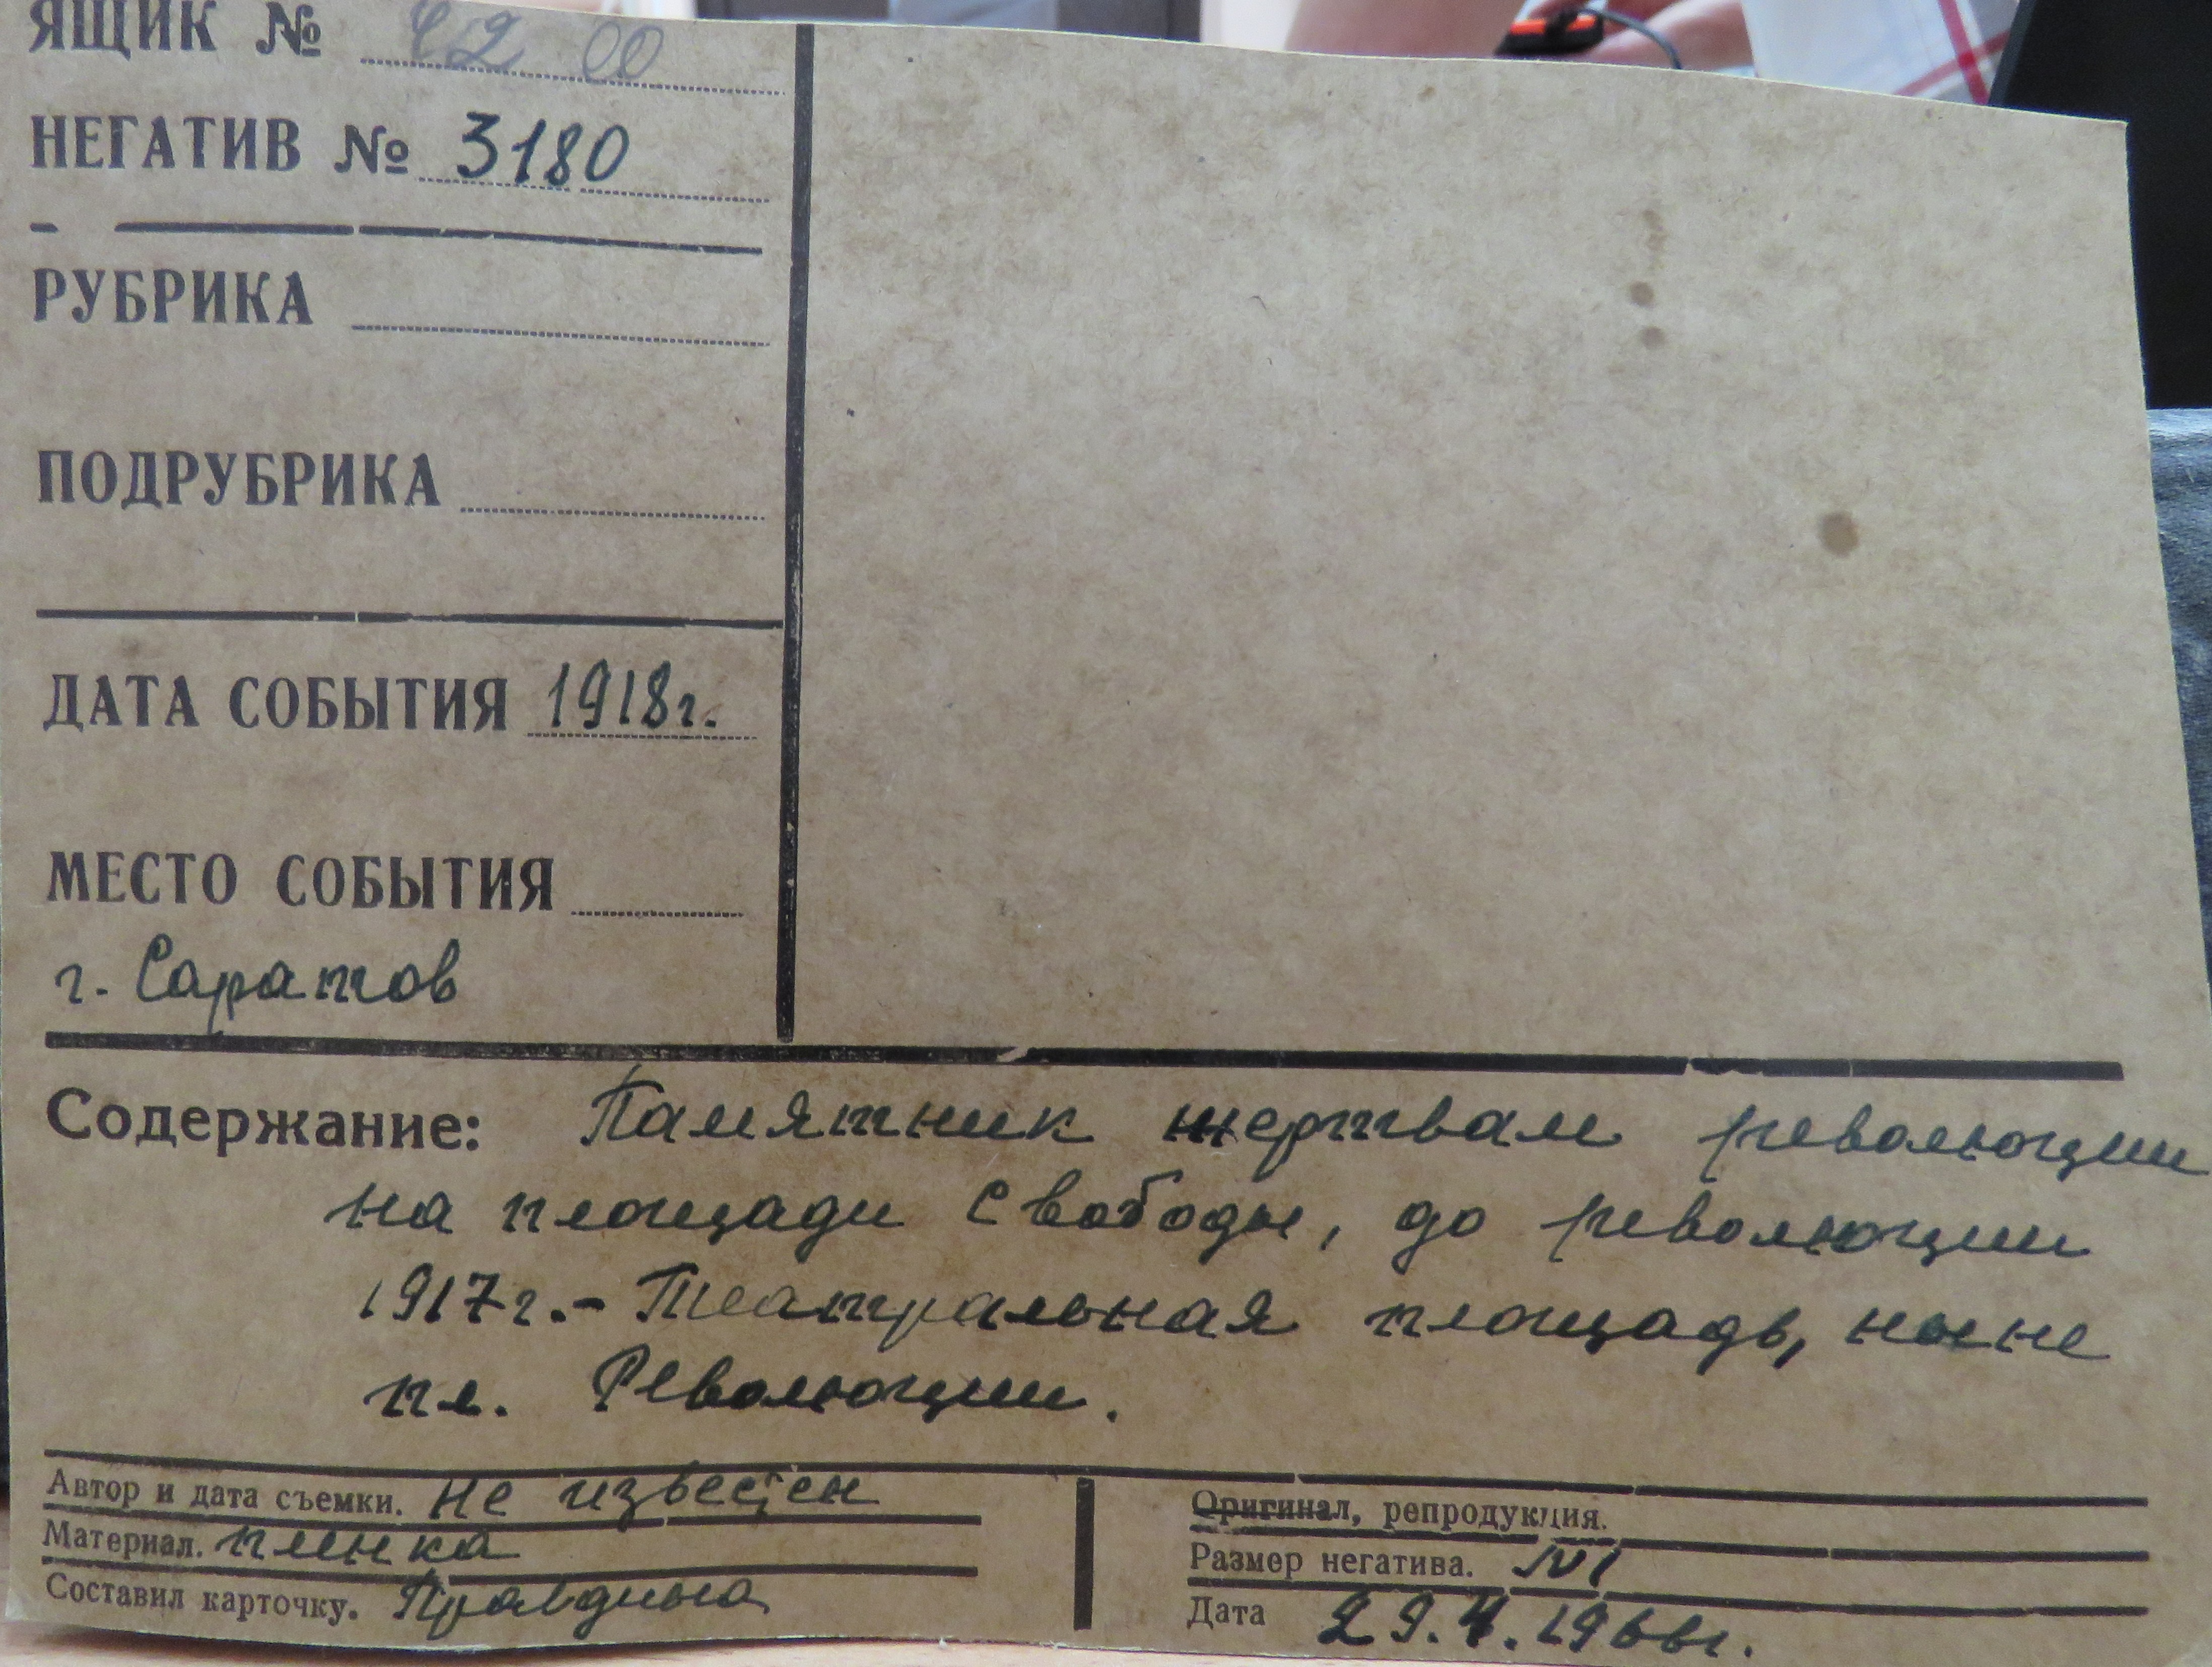 ЯЩИК №
НЕГАТИВ № 3180
РУБРИКА
ПОДРУБРИКА
ДАТА СОБЫТИЯ 1918г.
МЕСТО СОБЫТИЯ
г. Саратов
Содержание: Памятник жертвам революции
на площади Свободы, до революции
1917г.- Театральная площадь, ныне
пл. Революции.
Автор и дата съемки. Не известен
Материал. пленка
Составил карточку. Правдина
Оригинал, репродукция.
Размер негатива.
Дата 29.4.1966г.